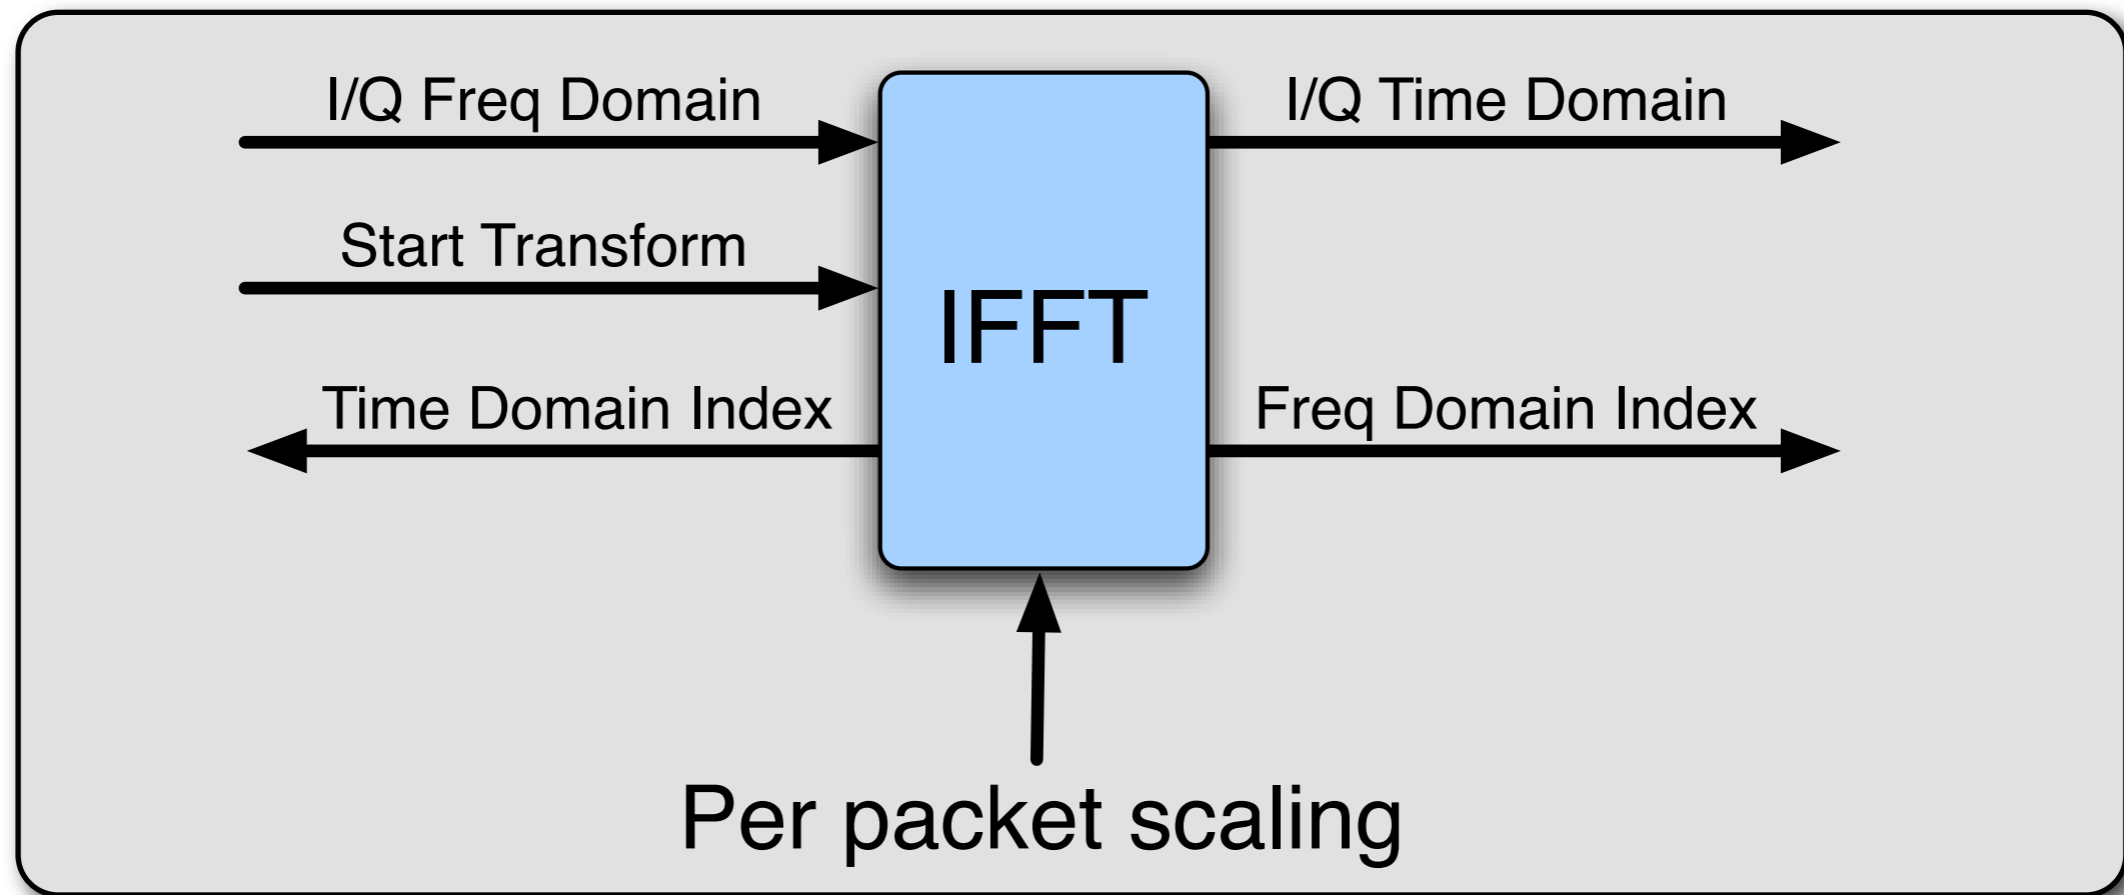 I/Q Freq Domain
I/Q Time Domain
Start Transform
IFFT
Time Domain Index
Freq Domain Index
Per packet scaling